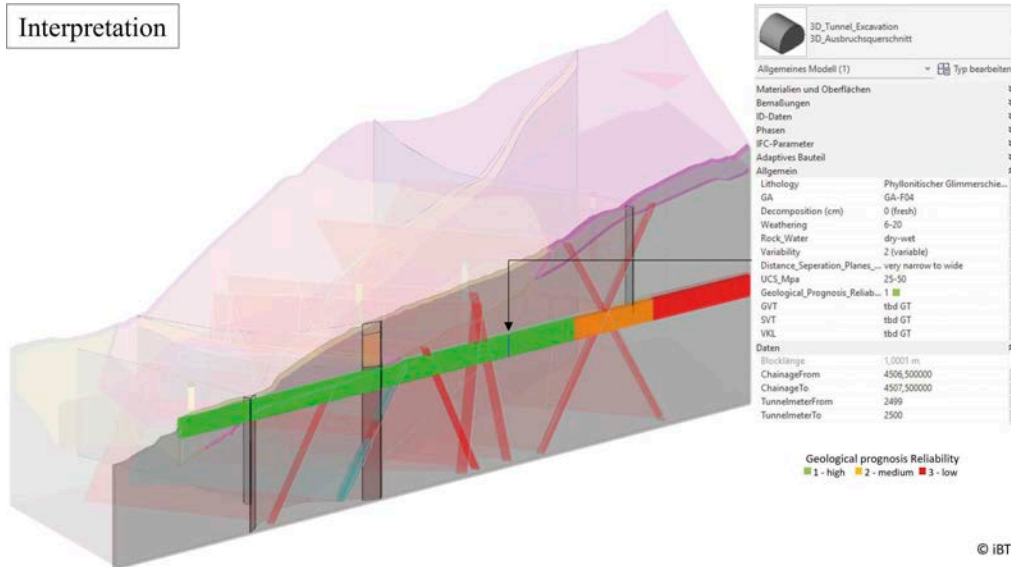 Interpretation
3D_Tunnel_Excavation
3D_Ausbruchsquerschnitt
Allgemeines Modell (1) Typ bearbeiten
Materialien und Oberflächen
Bemaßungen
ID-Daten
Phasen
IFC-Parameter
Adaptives Bauteil
Allgemein
Lithology Phyllonitischer Glimmerschie...
GA GA-F04
Decomposition (cm) 0 (fresh)
Weathering 6-20
Rock_Water dry-wet
Variability 2 (variable)
Distance_Seperation_Planes_... very narrow to wide
UCS_Mpa 25-50
Geological_Prognosis_Reliab... 1
GVT tbd GT
SVT tbd GT
VKL tbd GT
Daten
Blocklänge 1,0001 m
ChainageFrom 4506,500000
ChainageTo 4507,500000
TunnelmeterFrom 2499
TunnelmeterTo 2500
Geological prognosis Reliability
1 - high 2 - medium 3 - low
© iBT